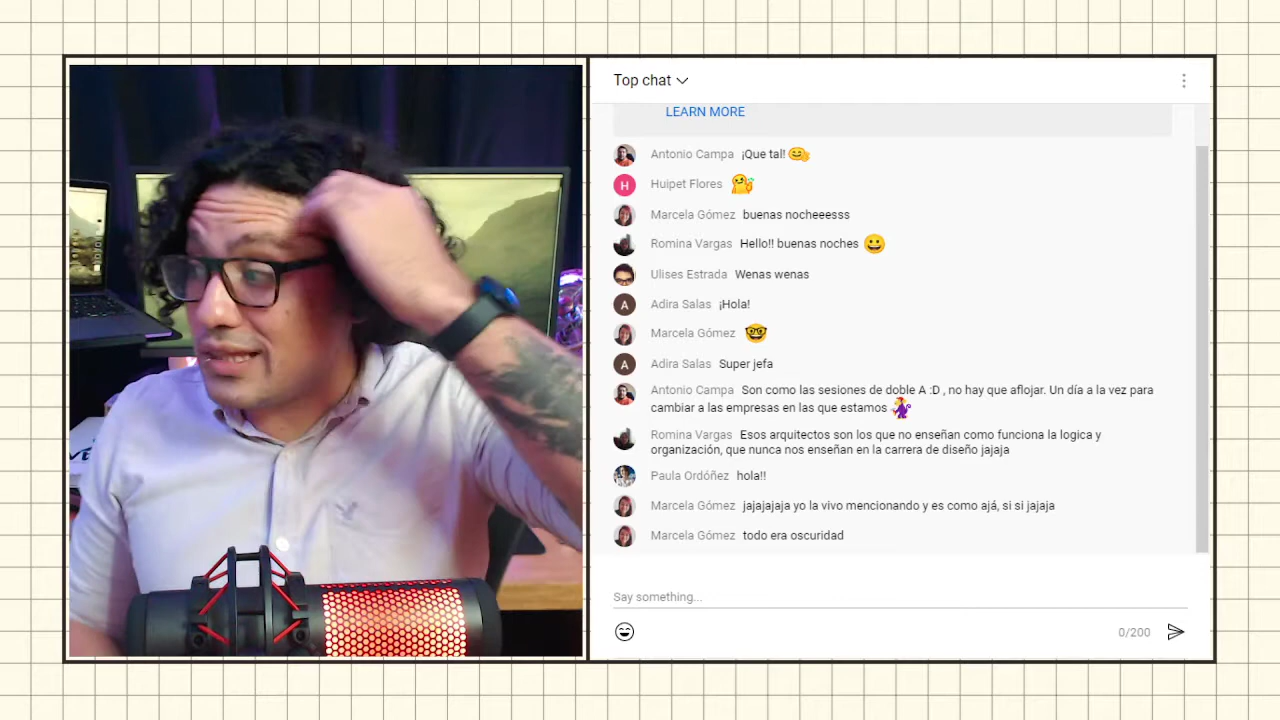 Top chat
LEARN MORE
Antonio Campa ¡Que tal!
Huipet Flores
Marcela Gómez buenas nocheeesss
Romina Vargas Hello!! buenas noches
Ulises Estrada Wenas wenas
Adira Salas ¡Hola!
Marcela Gómez
Adira Salas Super jefa
Antonio Campa Son como las sesiones de doble A :D , no hay que aflojar. Un día a la vez para
cambiar a las empresas en las que estamos
Romina Vargas Esos arquitectos son los que no enseñan como funciona la logica y
organización, que nunca nos enseñan en la carrera de diseño jajaja
Paula Ordóñez hola!!
Marcela Gómez jajajajaja yo la vivo mencionando y es como ajá, si si jajaja
Marcela Gómez todo era oscuridad
Say something...
0/200
H
A
A